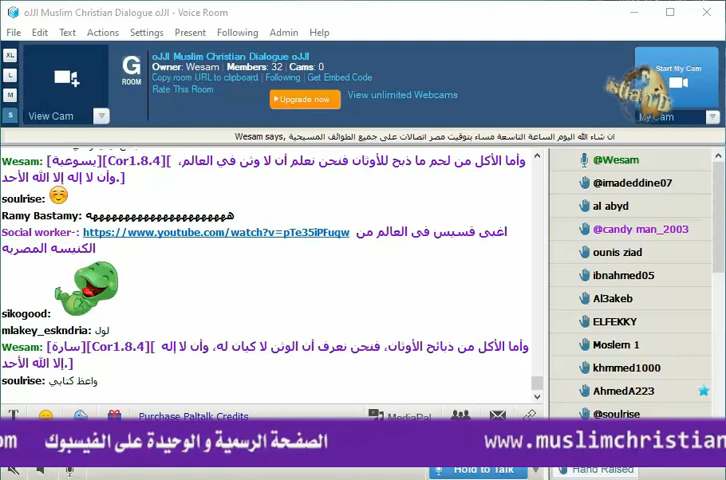 oJJl Muslim Christian Dialogue oJJl - Voice Room
File Edit Text Actions Settings Present Following Admin Help
XL
L
M
S
View Cam
G
ROOM
oJJl Muslim Christian Dialogue oJJl
Owner: Wesam | Members: 32 | Cams: 0
Copy room URL to clipboard | Following | Get Embed Code
Rate This Room
Upgrade now
View unlimited Webcams
Start My Cam
My Cam
Wesam says, ان شاء الله اليوم الساعة التاسعة مساء بتوقيت مصر اتصالات على جميع الطوائف المسيحية
Wesam: [يسوعية][Cor1.8.4][ وأما الأكل من لحم ما ذبح للأوثان فنحن نعلم أن لا وثن في العالم،
وأن لا إله إلا الله الأحد.]
soulrise:
Ramy Bastamy: هههههههههههههههههههههههه
Social worker-: https://www.youtube.com/watch?v=pTe35iPFuqw اغبى قسيس فى العالم من
الكنيسه المصريه
sikogood:
mlakey_eskndria: لول
Wesam: [سارة][Cor1.8.4][ وأما الأكل من ذبائح الأوثان، فنحن نعرف أن الوثن لا كيان له، وأن لا إله
إلا الله الأحد.]
soulrise: واعظ كتابي
@Wesam
@imadeddine07
al abyd
@candy man_2003
ounis ziad
ibnahmed05
Al3akeb
ELFEKKY
Moslem 1
khmmed1000
AhmedA223
@soulrise
Purchase Paltalk Credits
MediaPal
الصفحة الرسمية و الوحيدة على الفيسبوك
www.muslimchristian
Hold to Talk
Hand Raised